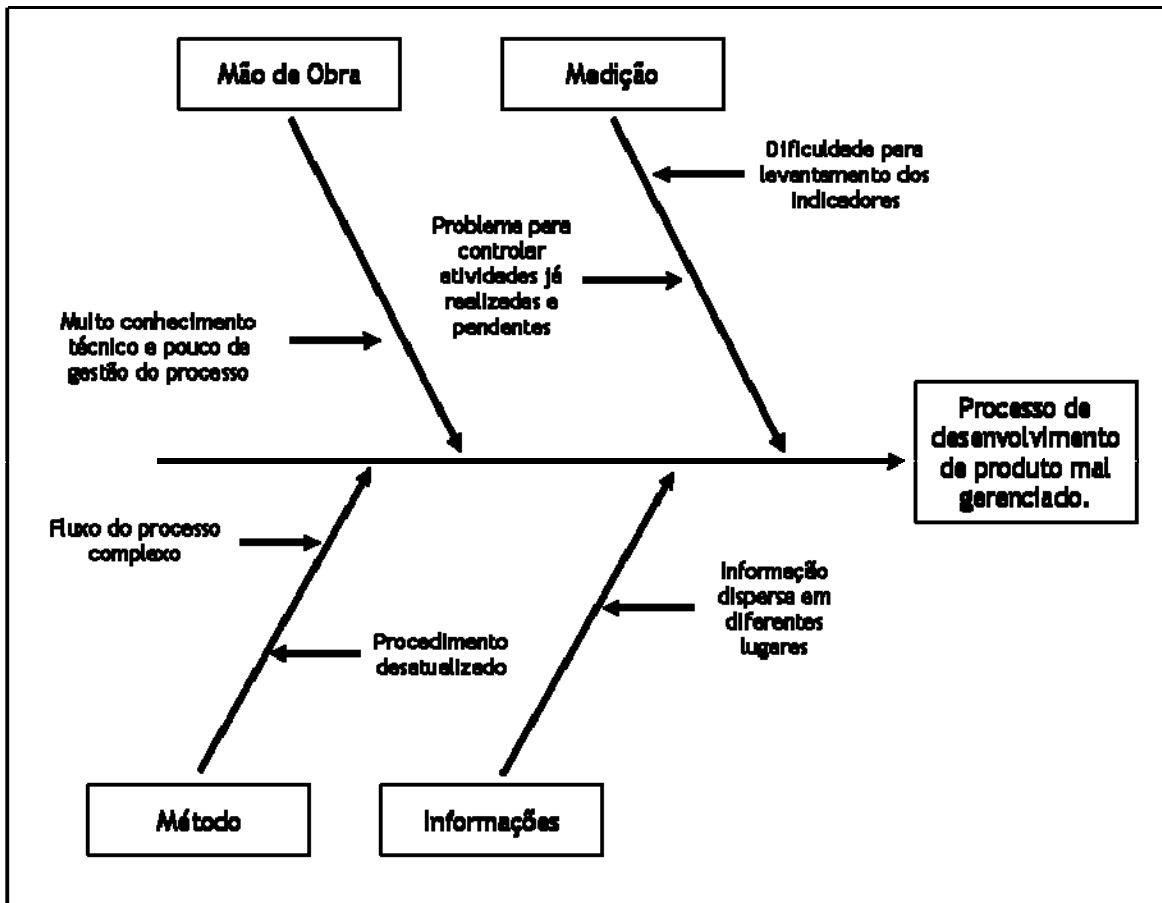 Mão de Obra
Medição
Dificuldade para
levantamento dos
indicadores
Problema para
controlar
atividades já
realizadas e
pendentes
Muito conhecimento
técnico e pouco de
gestão do processo
Processo de
desenvolvimento
de produto mal
gerenciado.
Fluxo do processo
complexo
Informação
dispersa em
diferentes
lugares
Procedimento
desatualizado
Método
Informações